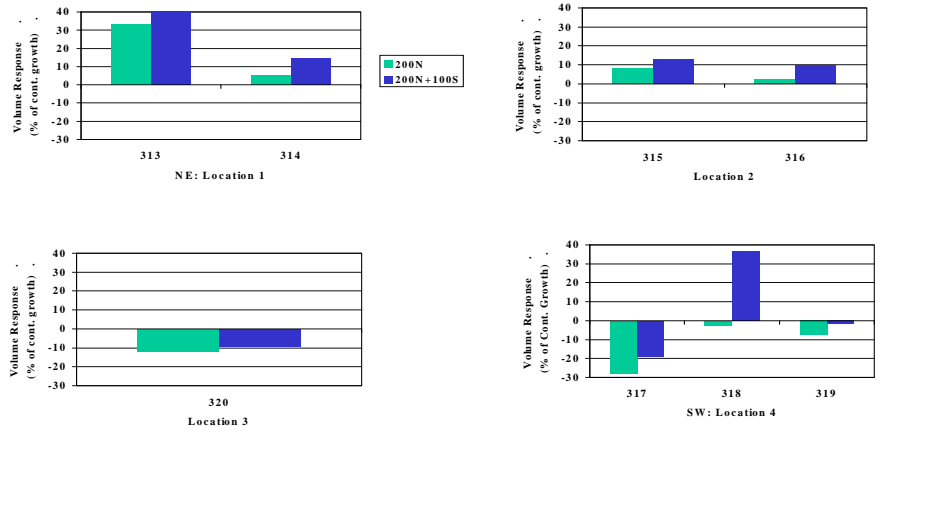 Volume Response .
(% of cont. growth) .
40
30
20
10
0
-10
-20
-30
313 314
NE: Location 1
200N
200N+100S
Volume Response .
(% of cont. growth) .
40
30
20
10
0
-10
-20
-30
315 316
Location 2
Volume Response .
(% of cont. growth) .
40
30
20
10
0
-10
-20
-30
320
Location 3
Volume Response .
(% of Cont. Growth) .
40
30
20
10
0
-10
-20
-30
317 318 319
SW: Location 4